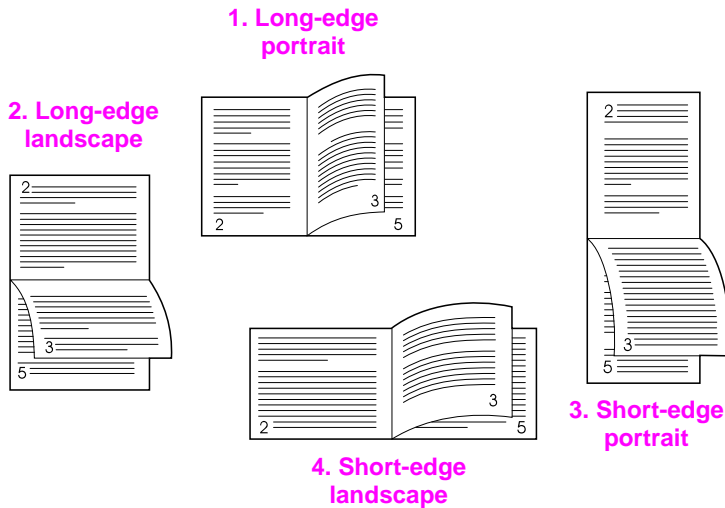 1. Long-edge
portrait
2. Long-edge
landscape
2
3
5
2
3
5
2
3
5
3. Short-edge
portrait
2
3
5
4. Short-edge
landscape